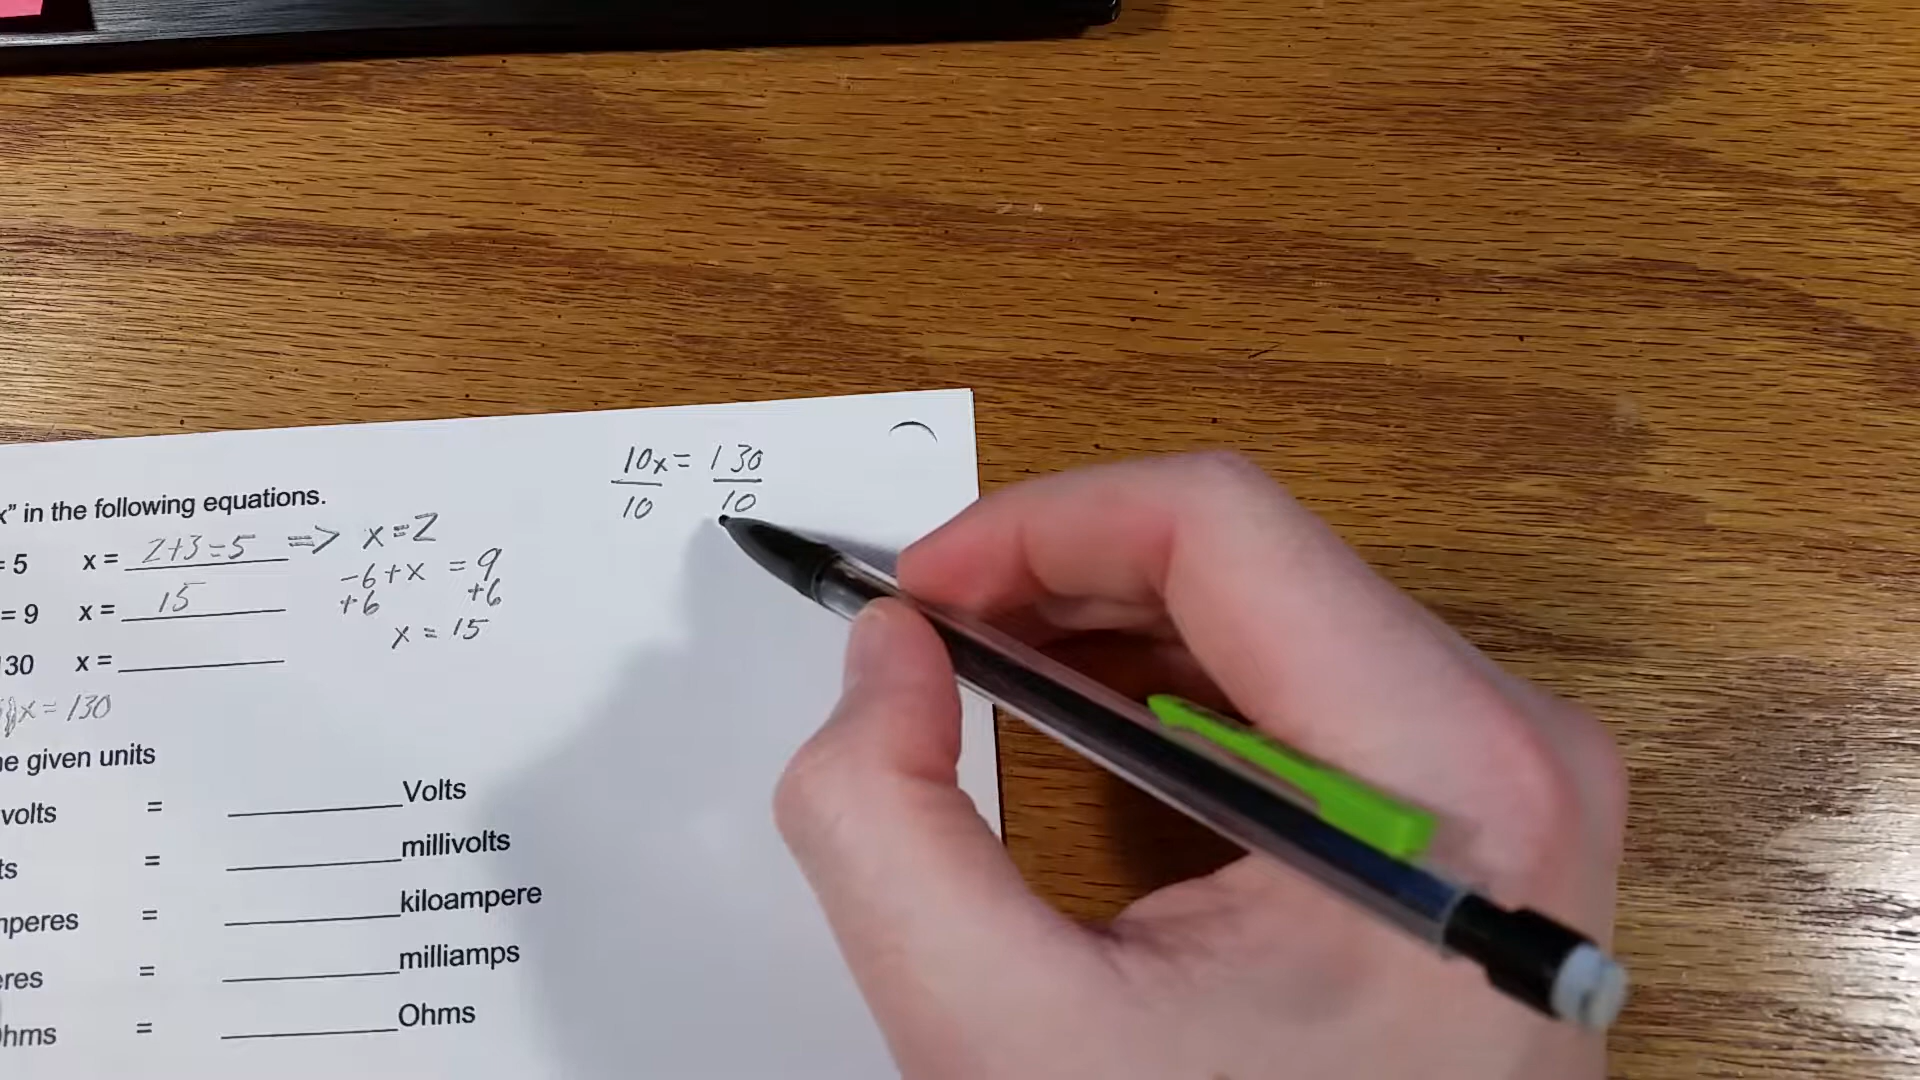 10x = 130
10 10
x" in the following equations.
= 5 x = 2+3=5 => x=2
-6+x = 9
+6 +6
x = 15
= 9 x = 15
30 x =
x = 130
given units
volts = Volts
ts = millivolts
mperes = kiloampere
eres = milliamps
Ohms = Ohms